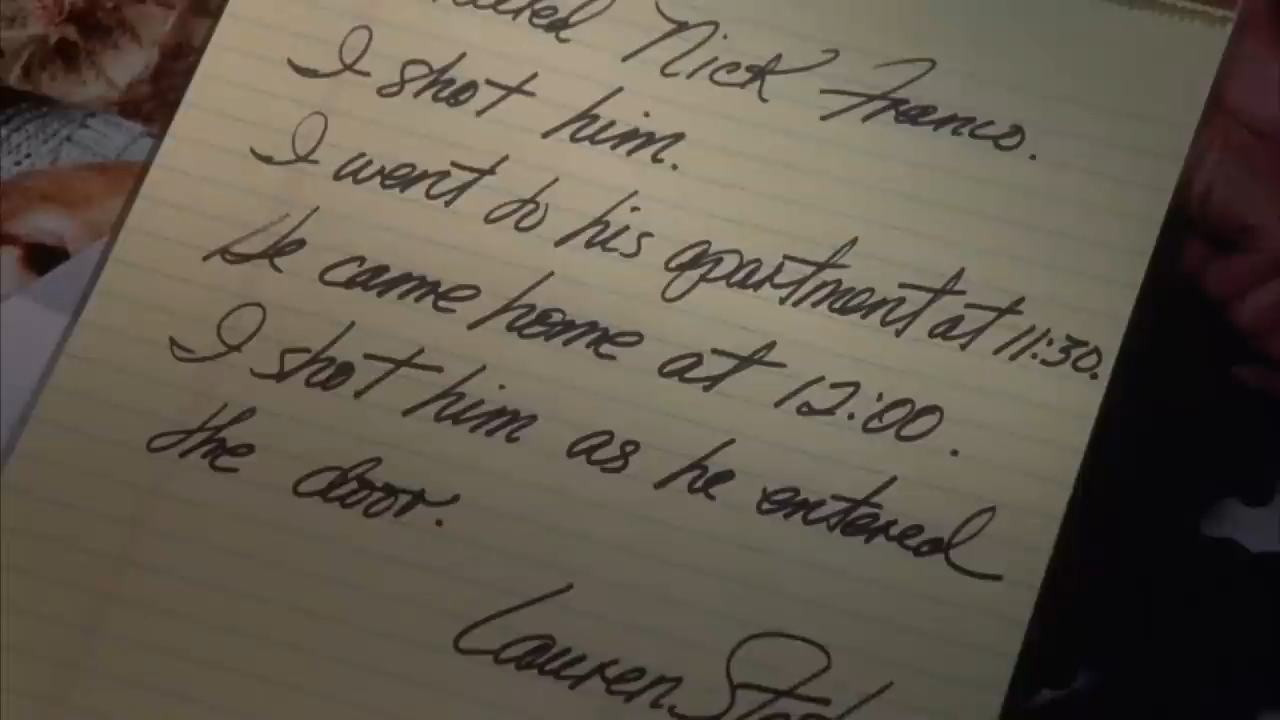 Nick Franco.
I shot him.
I went to his apartment at 11:30.
He came home at 12:00.
I shot him as he entered
the door.
Lauren